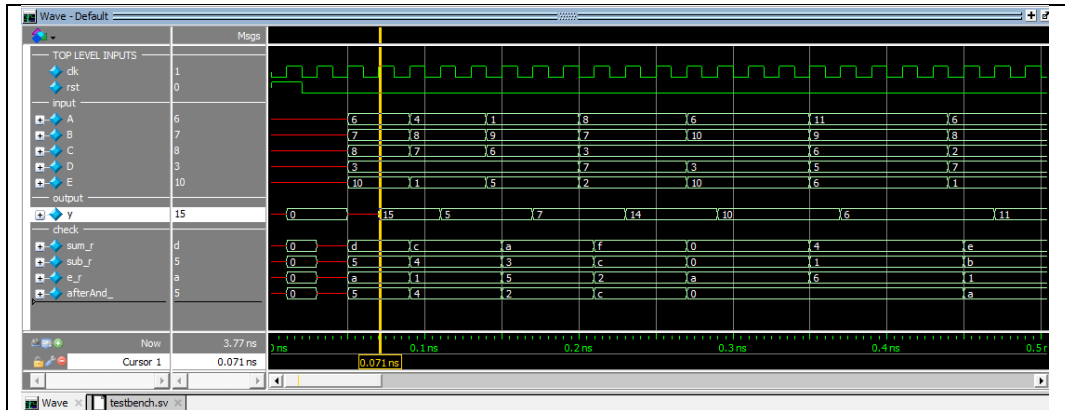 Wave - Default
Msgs
TOP LEVEL INPUTS
clk 1
rst 0
input
A 6 6 4 1 8 6 11 6
B 7 7 8 9 7 10 9 8
C 8 8 7 6 3 6 2
D 3 3 7 3 5 7
E 10 10 1 5 2 10 6 1
output
y 15 0 15 5 7 14 10 6 11
check
sum_r d 0 d c a f 0 4 e
sub_r 5 0 5 4 3 c 0 1 b
e_r a 0 a 1 5 2 a 6 1
afterAnd_ 5 0 5 4 2 c 0 a
Now 3.77 ns ns 0.1 ns 0.2 ns 0.3 ns 0.4 ns 0.5
Cursor 1 0.071 ns 0.071 ns
Wave testbench.sv